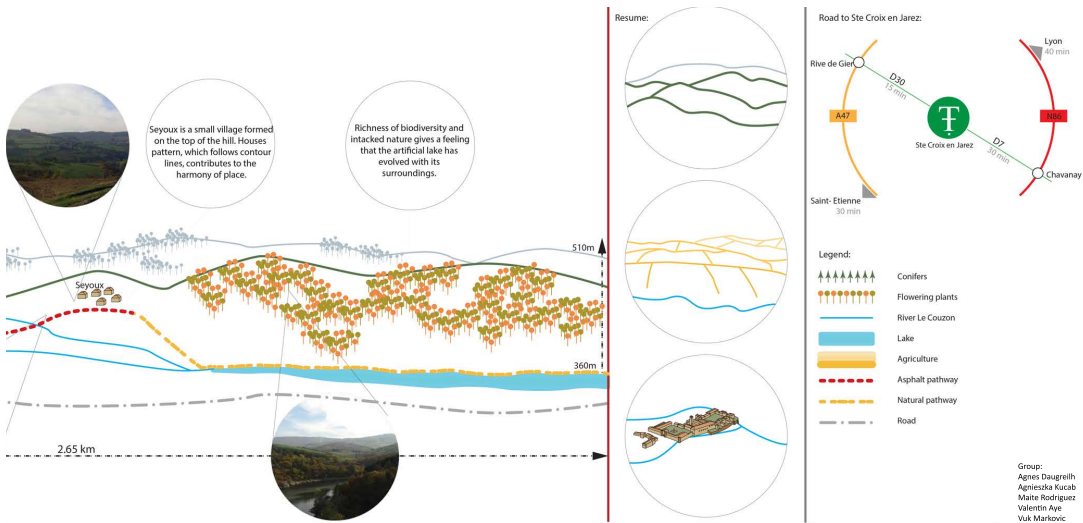 Seyoux is a small village formed
on the top of the hill. Houses
pattern, which follows contour
lines, contributes to the
harmony of place.
Richness of biodiversity and
intacked nature gives a feeling
that the artificial lake has
evolved with its
surroundings.
Seyoux
510m
360m
2.65 km
Resume:
Road to Ste Croix en Jarez:
Lyon
40 min
Rive de Gier
D30
15 min
A47
N86
Ste Croix en Jarez
D7
30 min
Chavanay
Saint- Etienne
30 min
Legend:
Conifers
Flowering plants
River Le Couzon
Lake
Agriculture
Asphalt pathway
Natural pathway
Road
Group:
Agnes Daugreilh
Agnieszka Kucab
Maite Rodriguez
Valentin Aye
Vuk Markovic